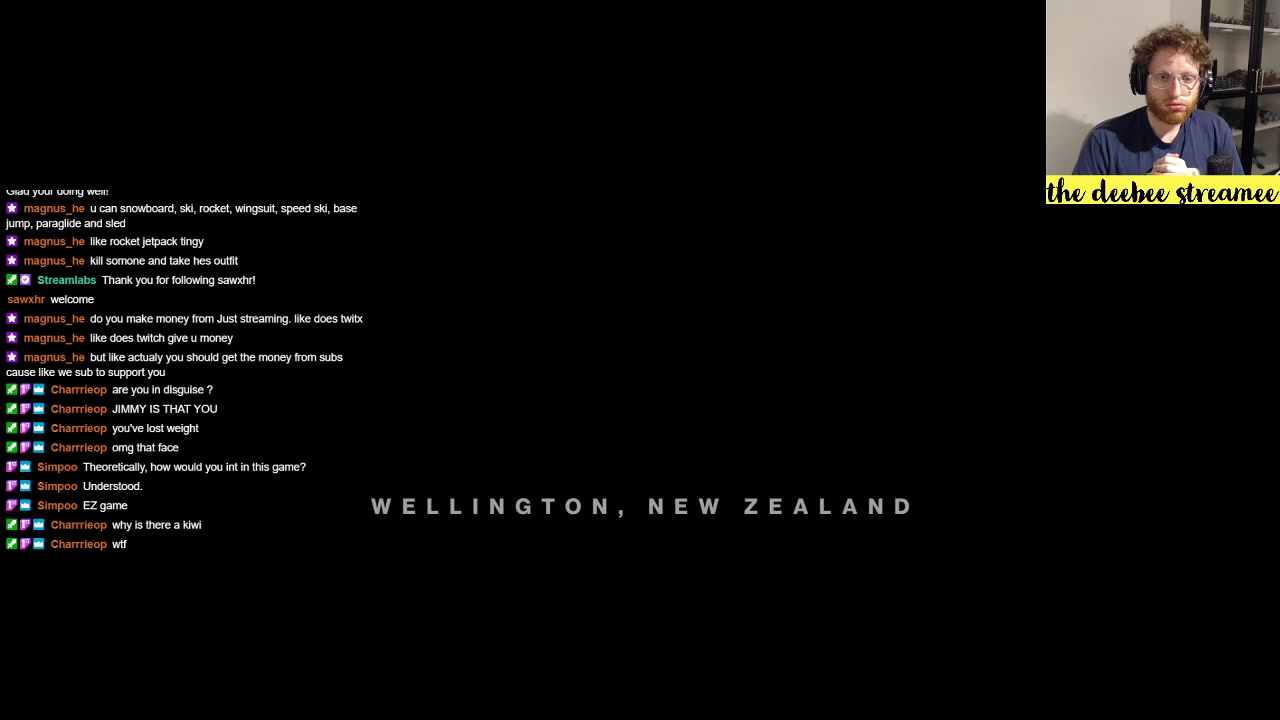 the deebee streamee
Glad your doing well!
magnus_he u can snowboard, ski, rocket, wingsuit, speed ski, base
jump, paraglide and sled
magnus_he like rocket jetpack tingy
magnus_he kill somone and take hes outfit
Streamlabs Thank you for following sawxhr!
sawxhr welcome
magnus_he do you make money from Just streaming. like does twitx
magnus_he like does twitch give u money
magnus_he but like actualy you should get the money from subs
cause like we sub to support you
Charrrieop are you in disguise ?
Charrrieop JIMMY IS THAT YOU
Charrrieop you've lost weight
Charrrieop omg that face
Simpoo Theoretically, how would you int in this game?
Simpoo Understood.
Simpoo EZ game
Charrrieop why is there a kiwi
Charrrieop wtf
WELLINGTON, NEW ZEALAND